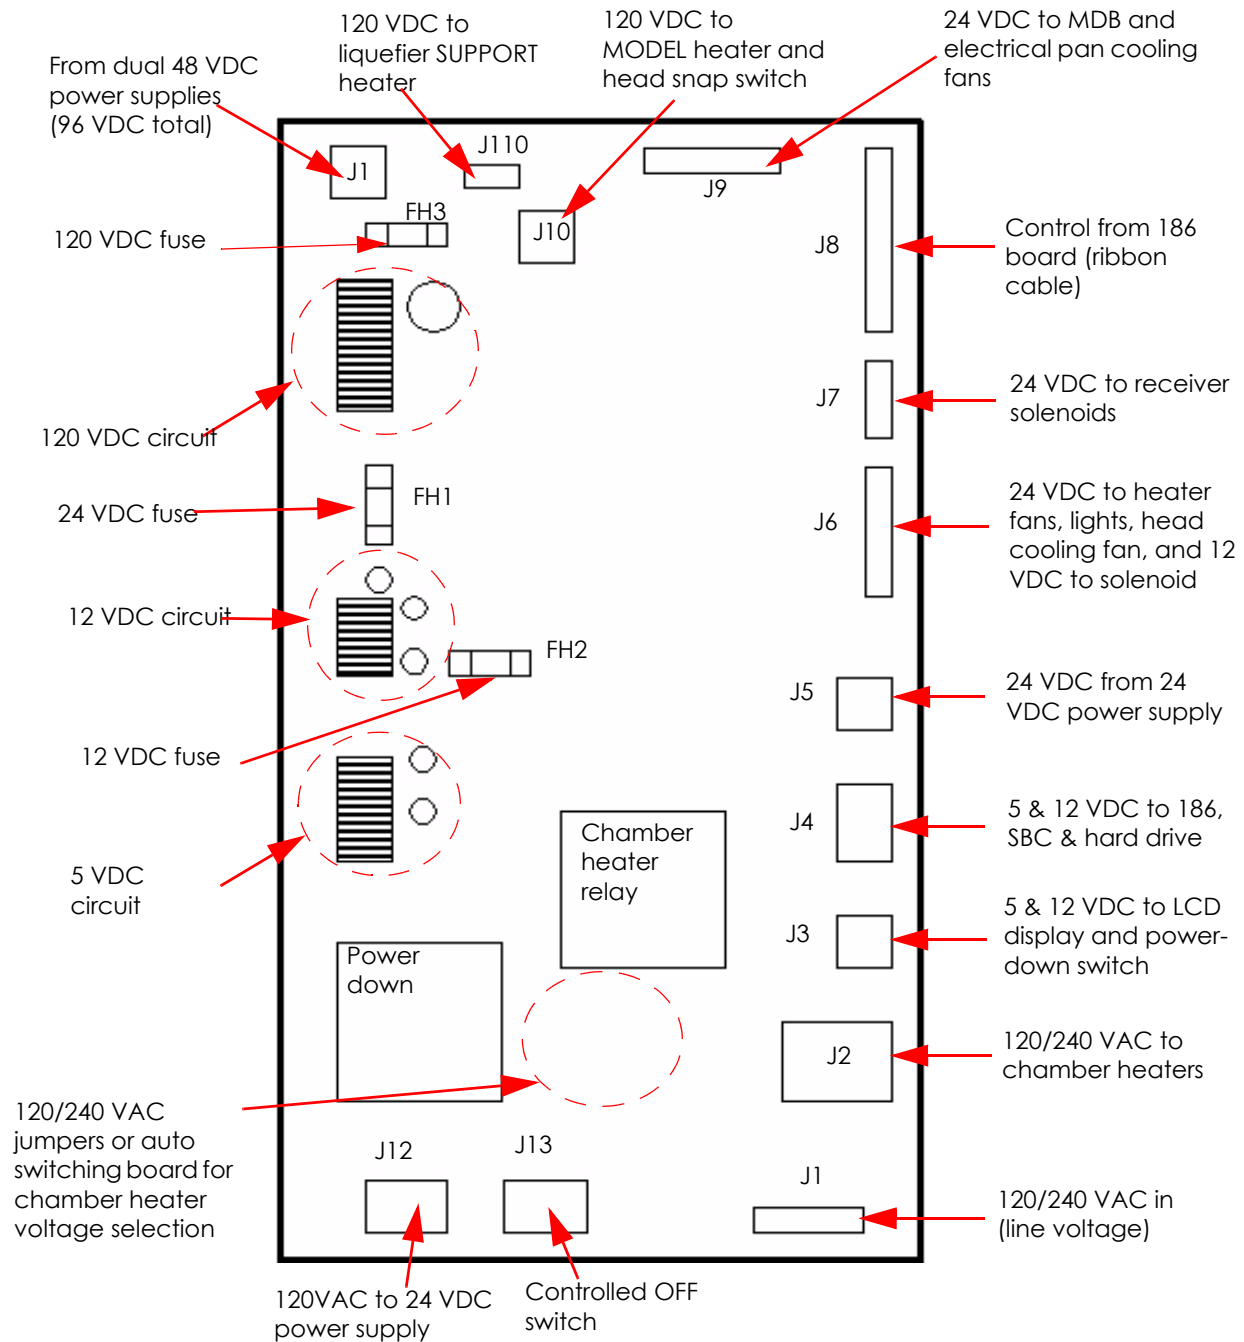 120 VDC to
liquefier SUPPORT
heater
120 VDC to
MODEL heater and
head snap switch
24 VDC to MDB and
electrical pan cooling
fans
From dual 48 VDC
power supplies
(96 VDC total)
J1
J110
J9
FH3
J10
120 VDC fuse
J8
Control from 186
board (ribbon
cable)
J7
24 VDC to receiver
solenoids
120 VDC circuit
FH1
24 VDC fuse
J6
24 VDC to heater
fans, lights, head
cooling fan, and 12
VDC to solenoid
12 VDC circuit
FH2
12 VDC fuse
J5
24 VDC from 24
VDC power supply
J4
5 & 12 VDC to 186,
SBC & hard drive
Chamber
heater
relay
5 VDC
circuit
J3
5 & 12 VDC to LCD
display and power-
down switch
Power
down
J2
120/240 VAC to
chamber heaters
120/240 VAC
jumpers or auto
switching board for
chamber heater
voltage selection
J12
J13
J1
120/240 VAC in
(line voltage)
120VAC to 24 VDC
power supply
Controlled OFF
switch